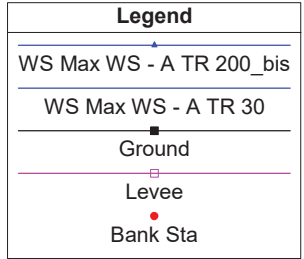 Legend
WS Max WS - A TR 200_bis
WS Max WS - A TR 30
Ground
Levee
Bank Sta